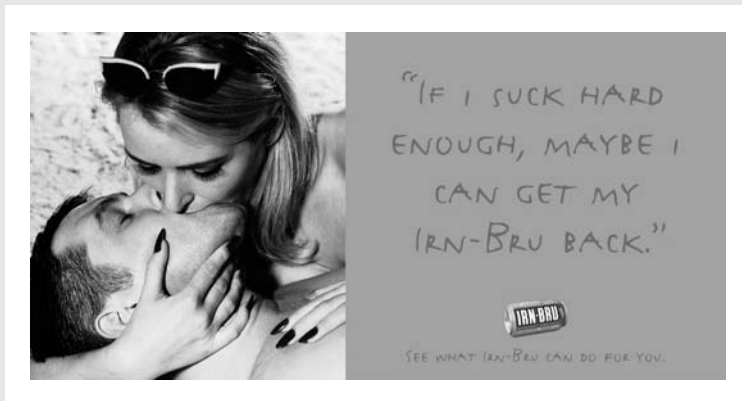 "IF I SUCK HARD
ENOUGH, MAYBE I
CAN GET MY
IRN-BRU BACK."
IRN-BRU
SEE WHAT IRN-BRU CAN DO FOR YOU.